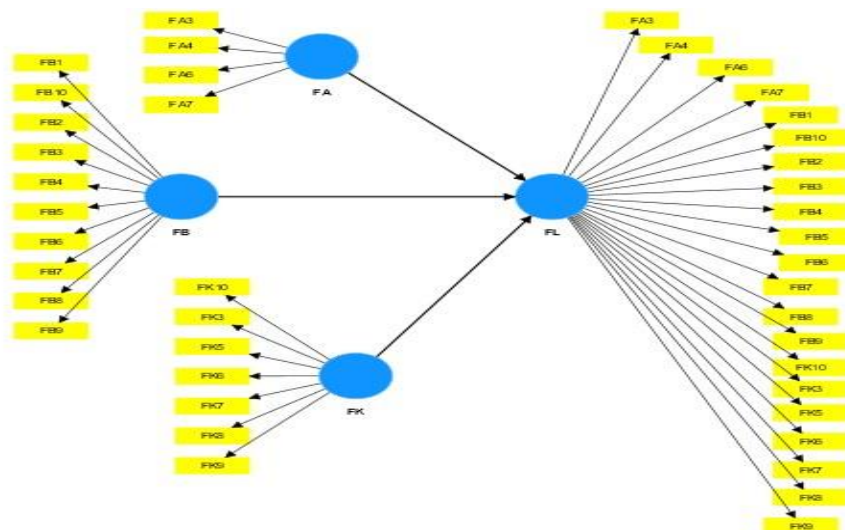 FA3
FA4
FA6
FA7
FA
FB1
FB10
FB2
FB3
FB4
FB5
FB6
FB7
FB8
FB9
FB
FK10
FK3
FK5
FK6
FK7
FK8
FK9
FK
FL
FA3
FA4
FA6
FA7
FB1
FB10
FB2
FB3
FB4
FB5
FB6
FB7
FB8
FB9
FK10
FK3
FK5
FK6
FK7
FK8
FK9